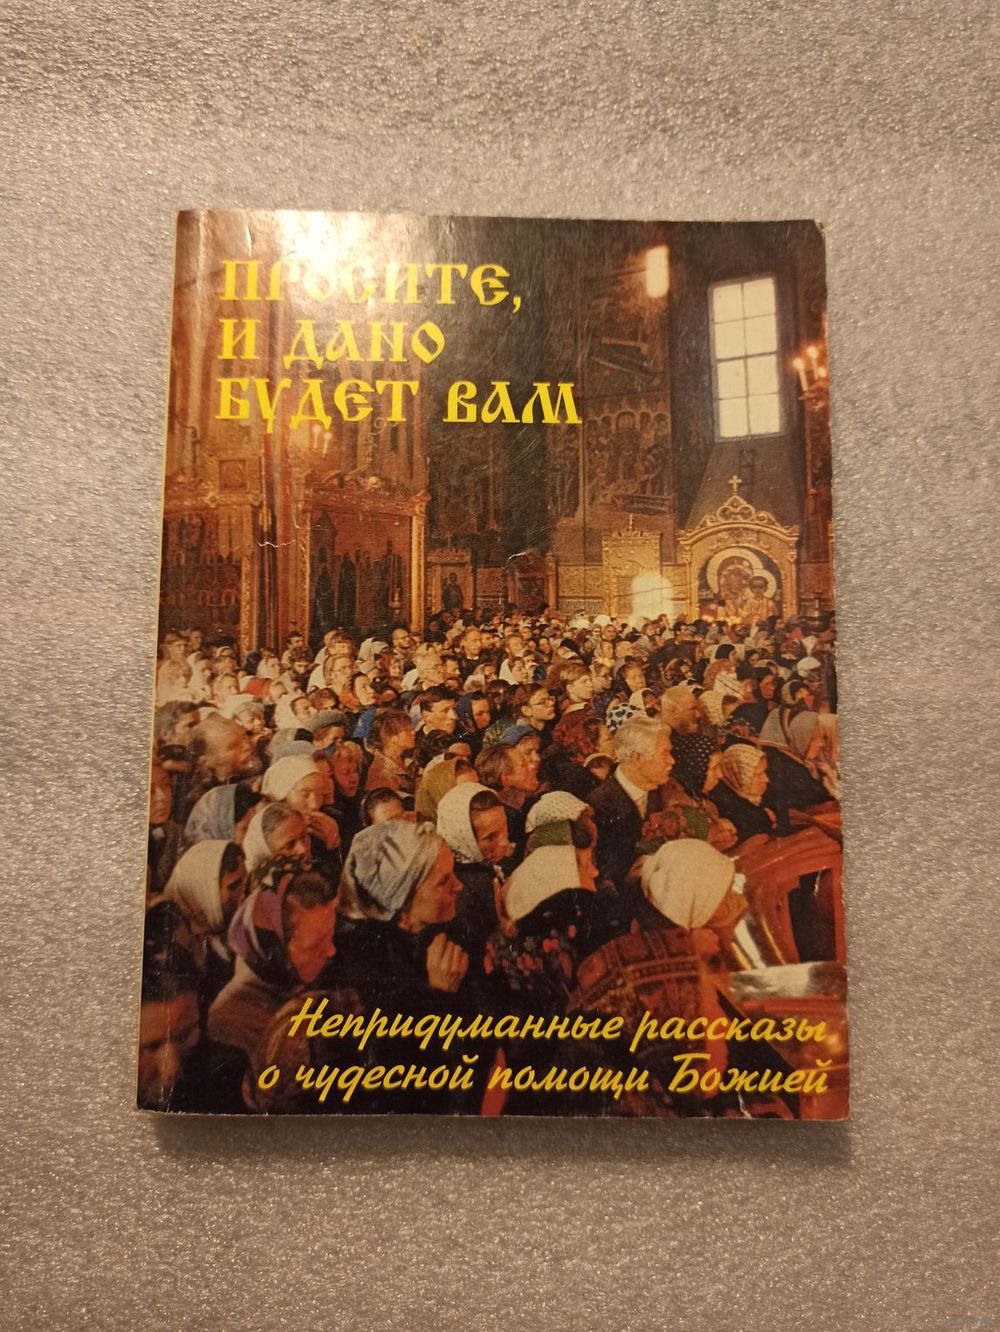 ПРОСИТЕ,
И ДАНО
БУДЕТ ВАМ
Непридуманные рассказы
о чудесной помощи Божией